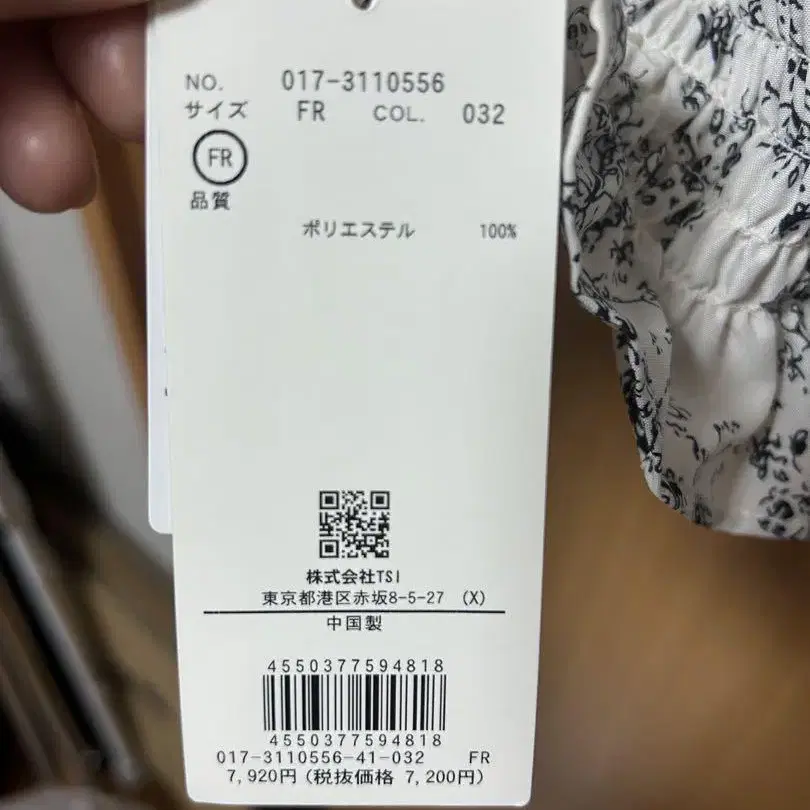 NO. 017-3110556
サイズ FR COL. 032
FR
品質
ポリエステル 100%
株式会社TSI
東京都港区赤坂8-5-27 (X)
中国製
4550377594818
4550377594818
017-3110556-41-032 FR
7,920円 (税抜価格 7,200円)